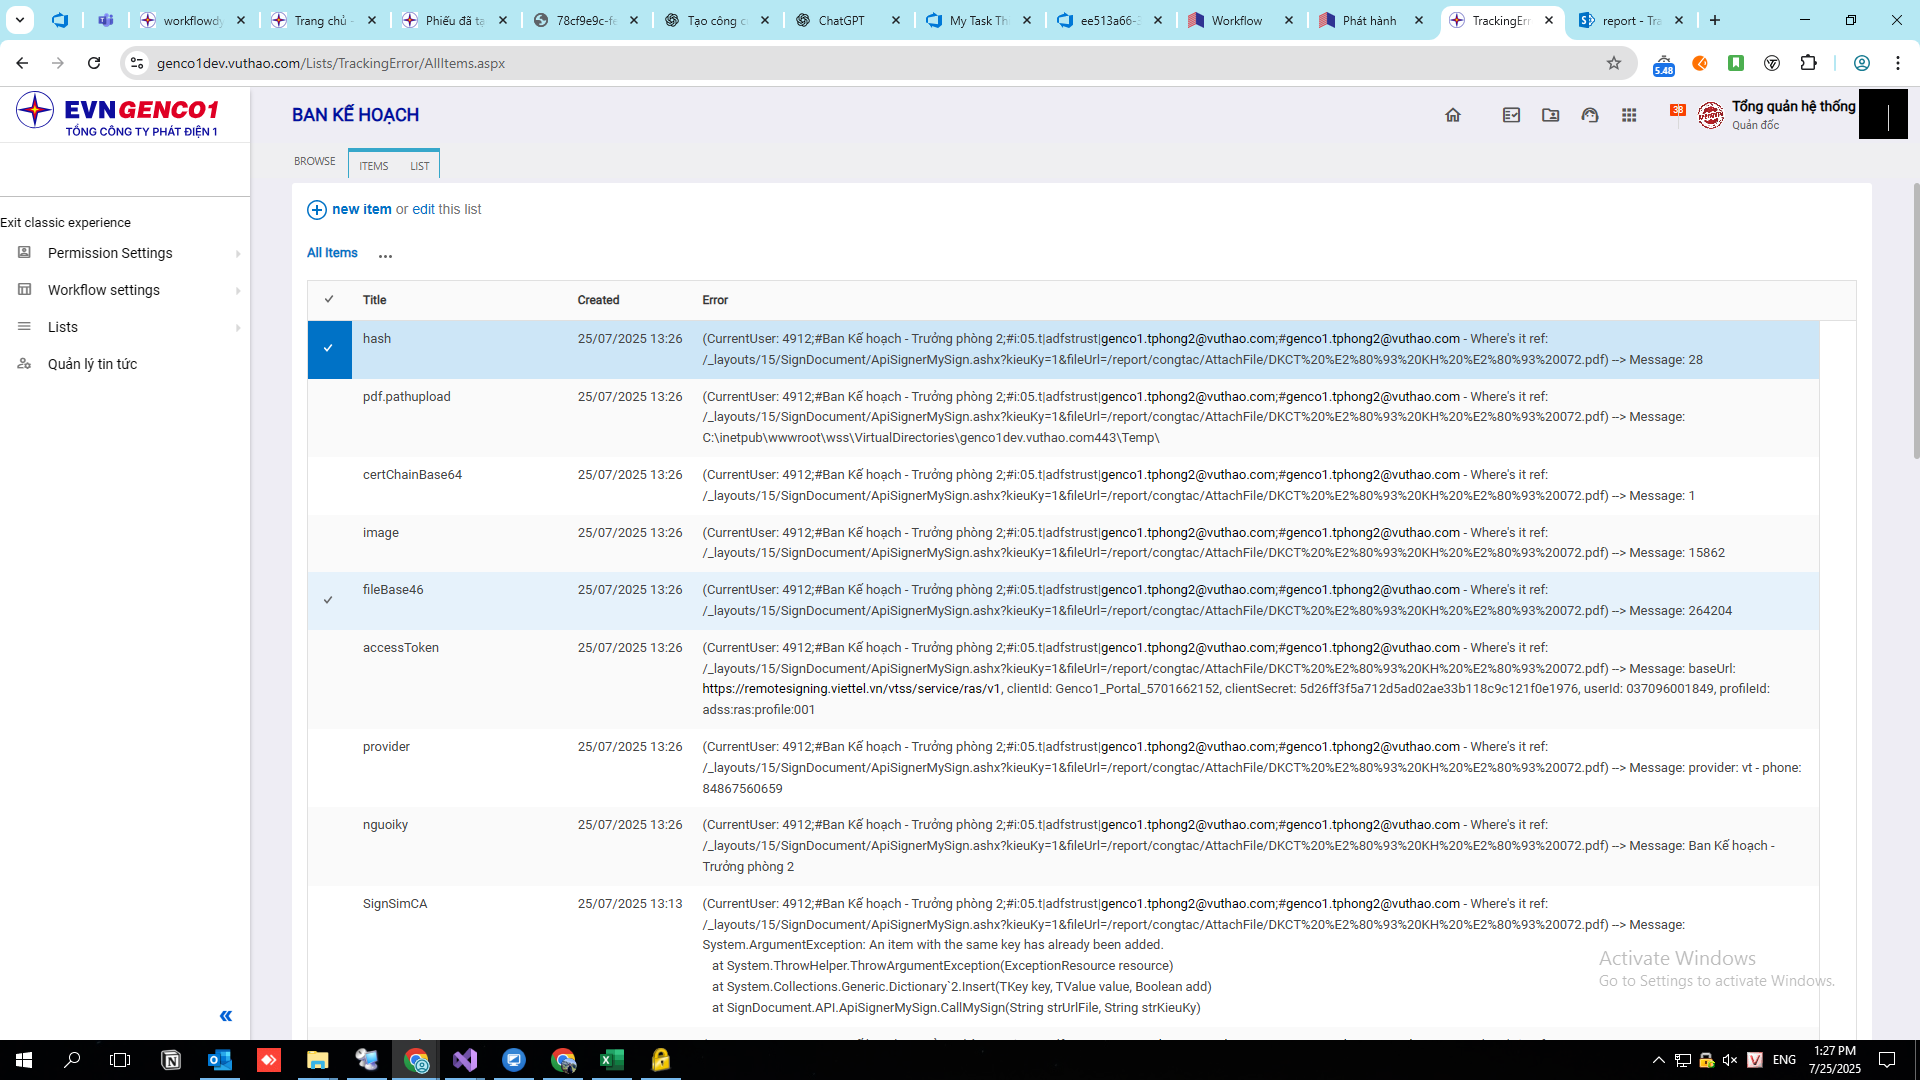 workflowdy
Trang chủ -
Phiếu đã tạ
78cf9e9c-fe
Tạo công c
ChatGPT
My Task Th
ee513a66-3
Workflow
Phát hành
TrackingErr
report - Tra
genco1dev.vuthao.com/Lists/TrackingError/AllItems.aspx
5.48
EVNGENCO1
TỔNG CÔNG TY PHÁT ĐIỆN 1
BAN KẾ HOẠCH
38
Tổng quản hệ thống
Quản đốc
BROWSE
ITEMS
LIST
Exit classic experience
Permission Settings
Workflow settings
Lists
Quản lý tin tức
«
new item or edit this list
All Items
...
Title Created Error
hash 25/07/2025 13:26 (CurrentUser: 4912;#Ban Kế hoạch - Trưởng phòng 2;#i:05.t|adfstrust|genco1.tphong2@vuthao.com;#genco1.tphong2@vuthao.com - Where's it ref:
/_layouts/15/SignDocument/ApiSignerMySign.ashx?kieuKy=1&fileUrl=/report/congtac/AttachFile/DKCT%20%E2%80%93%20KH%20%E2%80%93%20072.pdf) --> Message: 28
pdf.pathupload 25/07/2025 13:26 (CurrentUser: 4912;#Ban Kế hoạch - Trưởng phòng 2;#i:05.t|adfstrust|genco1.tphong2@vuthao.com;#genco1.tphong2@vuthao.com - Where's it ref:
/_layouts/15/SignDocument/ApiSignerMySign.ashx?kieuKy=1&fileUrl=/report/congtac/AttachFile/DKCT%20%E2%80%93%20KH%20%E2%80%93%20072.pdf) --> Message:
C:\inetpub\wwwroot\wss\VirtualDirectories\genco1dev.vuthao.com443\Temp\
certChainBase64 25/07/2025 13:26 (CurrentUser: 4912;#Ban Kế hoạch - Trưởng phòng 2;#i:05.t|adfstrust|genco1.tphong2@vuthao.com;#genco1.tphong2@vuthao.com - Where's it ref:
/_layouts/15/SignDocument/ApiSignerMySign.ashx?kieuKy=1&fileUrl=/report/congtac/AttachFile/DKCT%20%E2%80%93%20KH%20%E2%80%93%20072.pdf) --> Message: 1
image 25/07/2025 13:26 (CurrentUser: 4912;#Ban Kế hoạch - Trưởng phòng 2;#i:05.t|adfstrust|genco1.tphong2@vuthao.com;#genco1.tphong2@vuthao.com - Where's it ref:
/_layouts/15/SignDocument/ApiSignerMySign.ashx?kieuKy=1&fileUrl=/report/congtac/AttachFile/DKCT%20%E2%80%93%20KH%20%E2%80%93%20072.pdf) --> Message: 15862
fileBase46 25/07/2025 13:26 (CurrentUser: 4912;#Ban Kế hoạch - Trưởng phòng 2;#i:05.t|adfstrust|genco1.tphong2@vuthao.com;#genco1.tphong2@vuthao.com - Where's it ref:
/_layouts/15/SignDocument/ApiSignerMySign.ashx?kieuKy=1&fileUrl=/report/congtac/AttachFile/DKCT%20%E2%80%93%20KH%20%E2%80%93%20072.pdf) --> Message: 264204
accessToken 25/07/2025 13:26 (CurrentUser: 4912;#Ban Kế hoạch - Trưởng phòng 2;#i:05.t|adfstrust|genco1.tphong2@vuthao.com;#genco1.tphong2@vuthao.com - Where's it ref:
/_layouts/15/SignDocument/ApiSignerMySign.ashx?kieuKy=1&fileUrl=/report/congtac/AttachFile/DKCT%20%E2%80%93%20KH%20%E2%80%93%20072.pdf) --> Message: baseUrl:
https://remotesigning.viettel.vn/vtss/service/ras/v1, clientId: Genco1_Portal_5701662152, clientSecret: 5d26ff3f5a712d5ad02ae33b118c9c121f0e1976, userId: 037096001849, profileId:
adss:ras:profile:001
provider 25/07/2025 13:26 (CurrentUser: 4912;#Ban Kế hoạch - Trưởng phòng 2;#i:05.t|adfstrust|genco1.tphong2@vuthao.com;#genco1.tphong2@vuthao.com - Where's it ref:
/_layouts/15/SignDocument/ApiSignerMySign.ashx?kieuKy=1&fileUrl=/report/congtac/AttachFile/DKCT%20%E2%80%93%20KH%20%E2%80%93%20072.pdf) --> Message: provider: vt - phone:
84867560659
nguoiky 25/07/2025 13:26 (CurrentUser: 4912;#Ban Kế hoạch - Trưởng phòng 2;#i:05.t|adfstrust|genco1.tphong2@vuthao.com;#genco1.tphong2@vuthao.com - Where's it ref:
/_layouts/15/SignDocument/ApiSignerMySign.ashx?kieuKy=1&fileUrl=/report/congtac/AttachFile/DKCT%20%E2%80%93%20KH%20%E2%80%93%20072.pdf) --> Message: Ban Kế hoạch -
Trưởng phòng 2
SignSimCA 25/07/2025 13:13 (CurrentUser: 4912;#Ban Kế hoạch - Trưởng phòng 2;#i:05.t|adfstrust|genco1.tphong2@vuthao.com;#genco1.tphong2@vuthao.com - Where's it ref:
/_layouts/15/SignDocument/ApiSignerMySign.ashx?kieuKy=1&fileUrl=/report/congtac/AttachFile/DKCT%20%E2%80%93%20KH%20%E2%80%93%20072.pdf) --> Message:
System.ArgumentException: An item with the same key has already been added.
at System.ThrowHelper.ThrowArgumentException(ExceptionResource resource)
at System.Collections.Generic.Dictionary`2.Insert(TKey key, TValue value, Boolean add)
at SignDocument.API.ApiSignerMySign.CallMySign(String strUrlFile, String strKieuKy)
Activate Windows
Go to Settings to activate Windows.
ENG
1:27 PM
7/25/2025